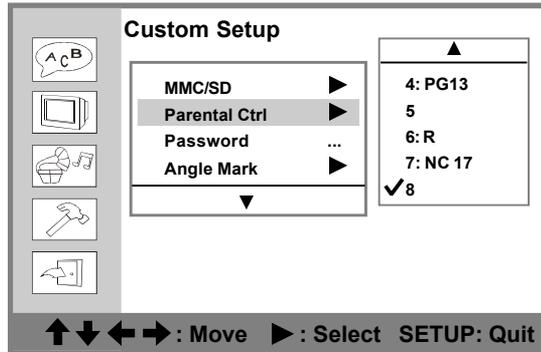 Custom Setup
A C B
MMC/SD ▶
Parental Ctrl ▶
Password ...
Angle Mark ▶
▼
▲
4: PG13
5
6: R
7: NC 17
✓8
↑↓←→: Move ▶: Select SETUP: Quit